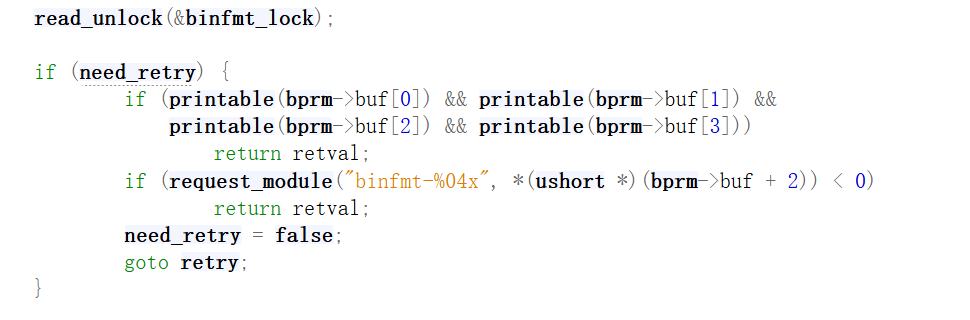 read_unlock(&binfmt_lock);
if (need_retry) {
if (printable(bprm->buf[0]) && printable(bprm->buf[1]) &&
printable(bprm->buf[2]) && printable(bprm->buf[3]))
return retval;
if (request_module("binfmt-%04x", *(ushort *)(bprm->buf + 2)) < 0)
return retval;
need_retry = false;
goto retry;
}